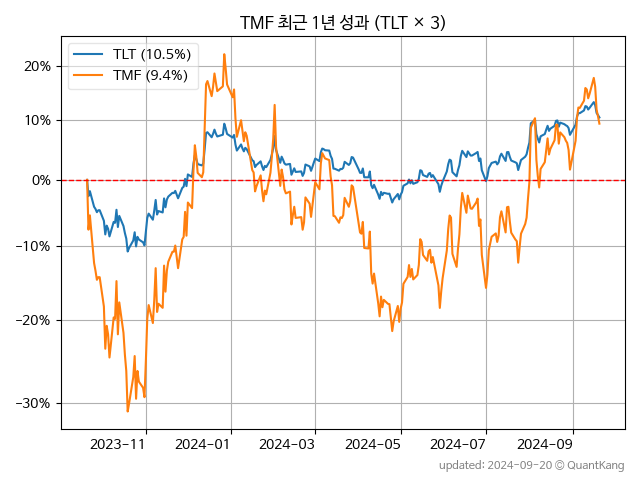 TMF 최근 1년 성과 (TLT × 3)
TLT (10.5%)
TMF (9.4%)
20%
10%
0%
−10%
−20%
−30%
2023-11 2024-01 2024-03 2024-05 2024-07 2024-09
updated: 2024-09-20 © QuantKang